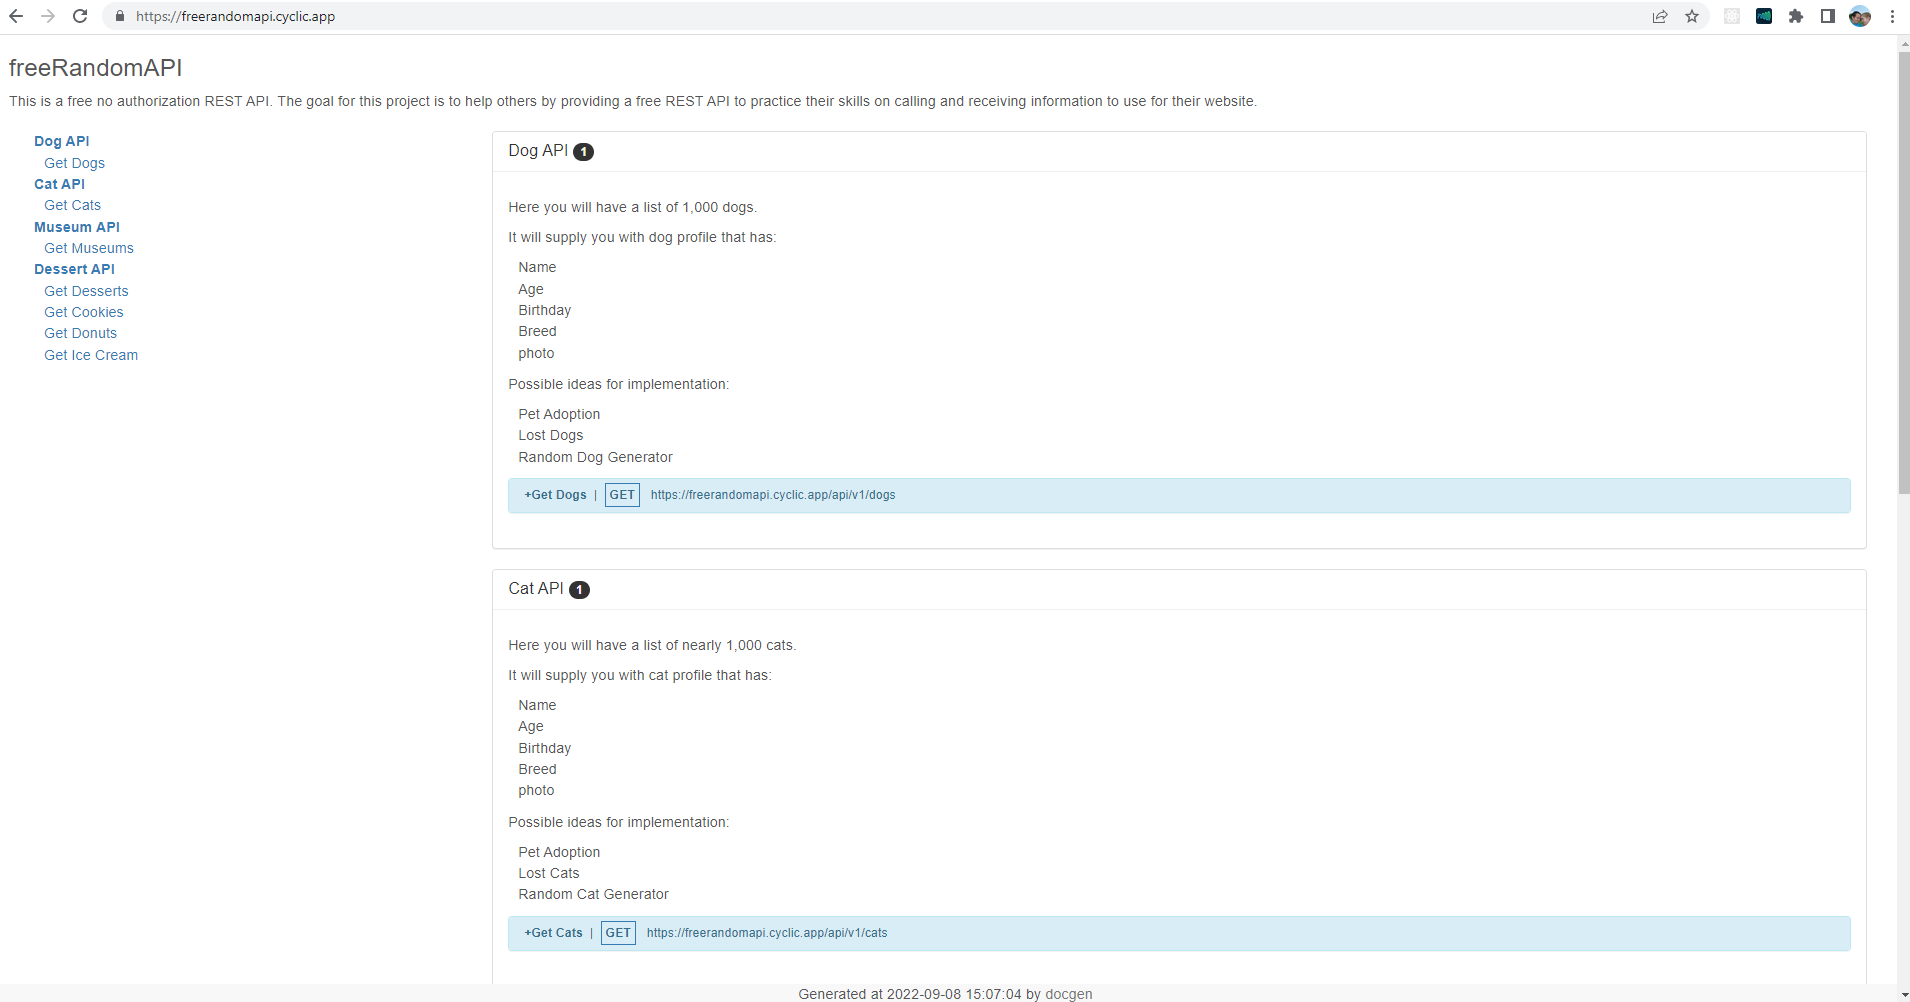 https://freerandomapi.cyclic.app
freeRandomAPI
This is a free no authorization REST API. The goal for this project is to help others by providing a free REST API to practice their skills on calling and receiving information to use for their website.
Dog API
Get Dogs
Cat API
Get Cats
Museum API
Get Museums
Dessert API
Get Desserts
Get Cookies
Get Donuts
Get Ice Cream
Dog API 1
Here you will have a list of 1,000 dogs.
It will supply you with dog profile that has:
Name
Age
Birthday
Breed
photo
Possible ideas for implementation:
Pet Adoption
Lost Dogs
Random Dog Generator
+Get Dogs | GET https://freerandomapi.cyclic.app/api/v1/dogs
Cat API 1
Here you will have a list of nearly 1,000 cats.
It will supply you with cat profile that has:
Name
Age
Birthday
Breed
photo
Possible ideas for implementation:
Pet Adoption
Lost Cats
Random Cat Generator
+Get Cats | GET https://freerandomapi.cyclic.app/api/v1/cats
Generated at 2022-09-08 15:07:04 by docgen